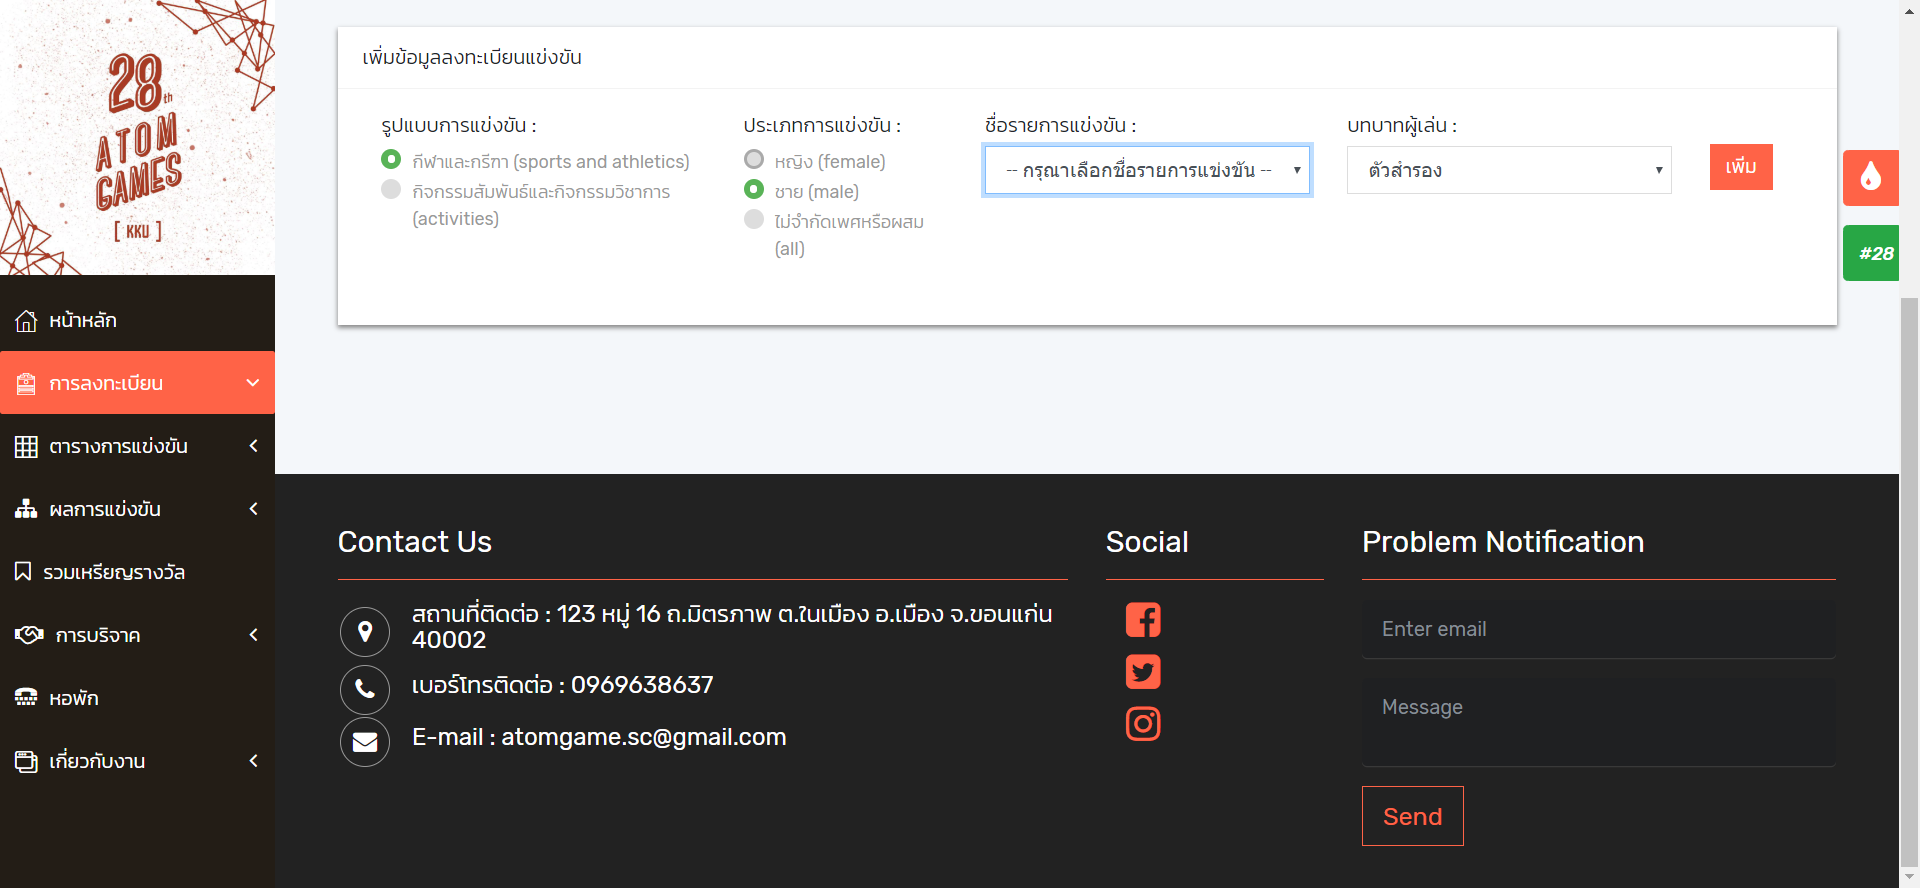 28th
ATOM
GAMES
[ KKU ]
หน้าหลัก
การลงทะเบียน
ตารางการแข่งขัน
ผลการแข่งขัน
รวมเหรียญรางวัล
การบริจาค
หอพัก
เกี่ยวกับงาน
เพิ่มข้อมูลลงทะเบียนแข่งขัน
รูปแบบการแข่งขัน :
กีฬาและกรีฑา (sports and athletics)
กิจกรรมสัมพันธ์และกิจกรรมวิชาการ
(activities)
ประเภทการแข่งขัน :
หญิง (female)
ชาย (male)
ไม่จำกัดเพศหรือผสม
(all)
ชื่อรายการแข่งขัน :
-- กรุณาเลือกชื่อรายการแข่งขัน --
บทบาทผู้เล่น :
ตัวสำรอง
เพิ่ม
#28
Contact Us
สถานที่ติดต่อ : 123 หมู่ 16 ถ.มิตรภาพ ต.ในเมือง อ.เมือง จ.ขอนแก่น
40002
เบอร์โทรติดต่อ : 0969638637
E-mail : atomgame.sc@gmail.com
Social
Problem Notification
Enter email
Message
Send